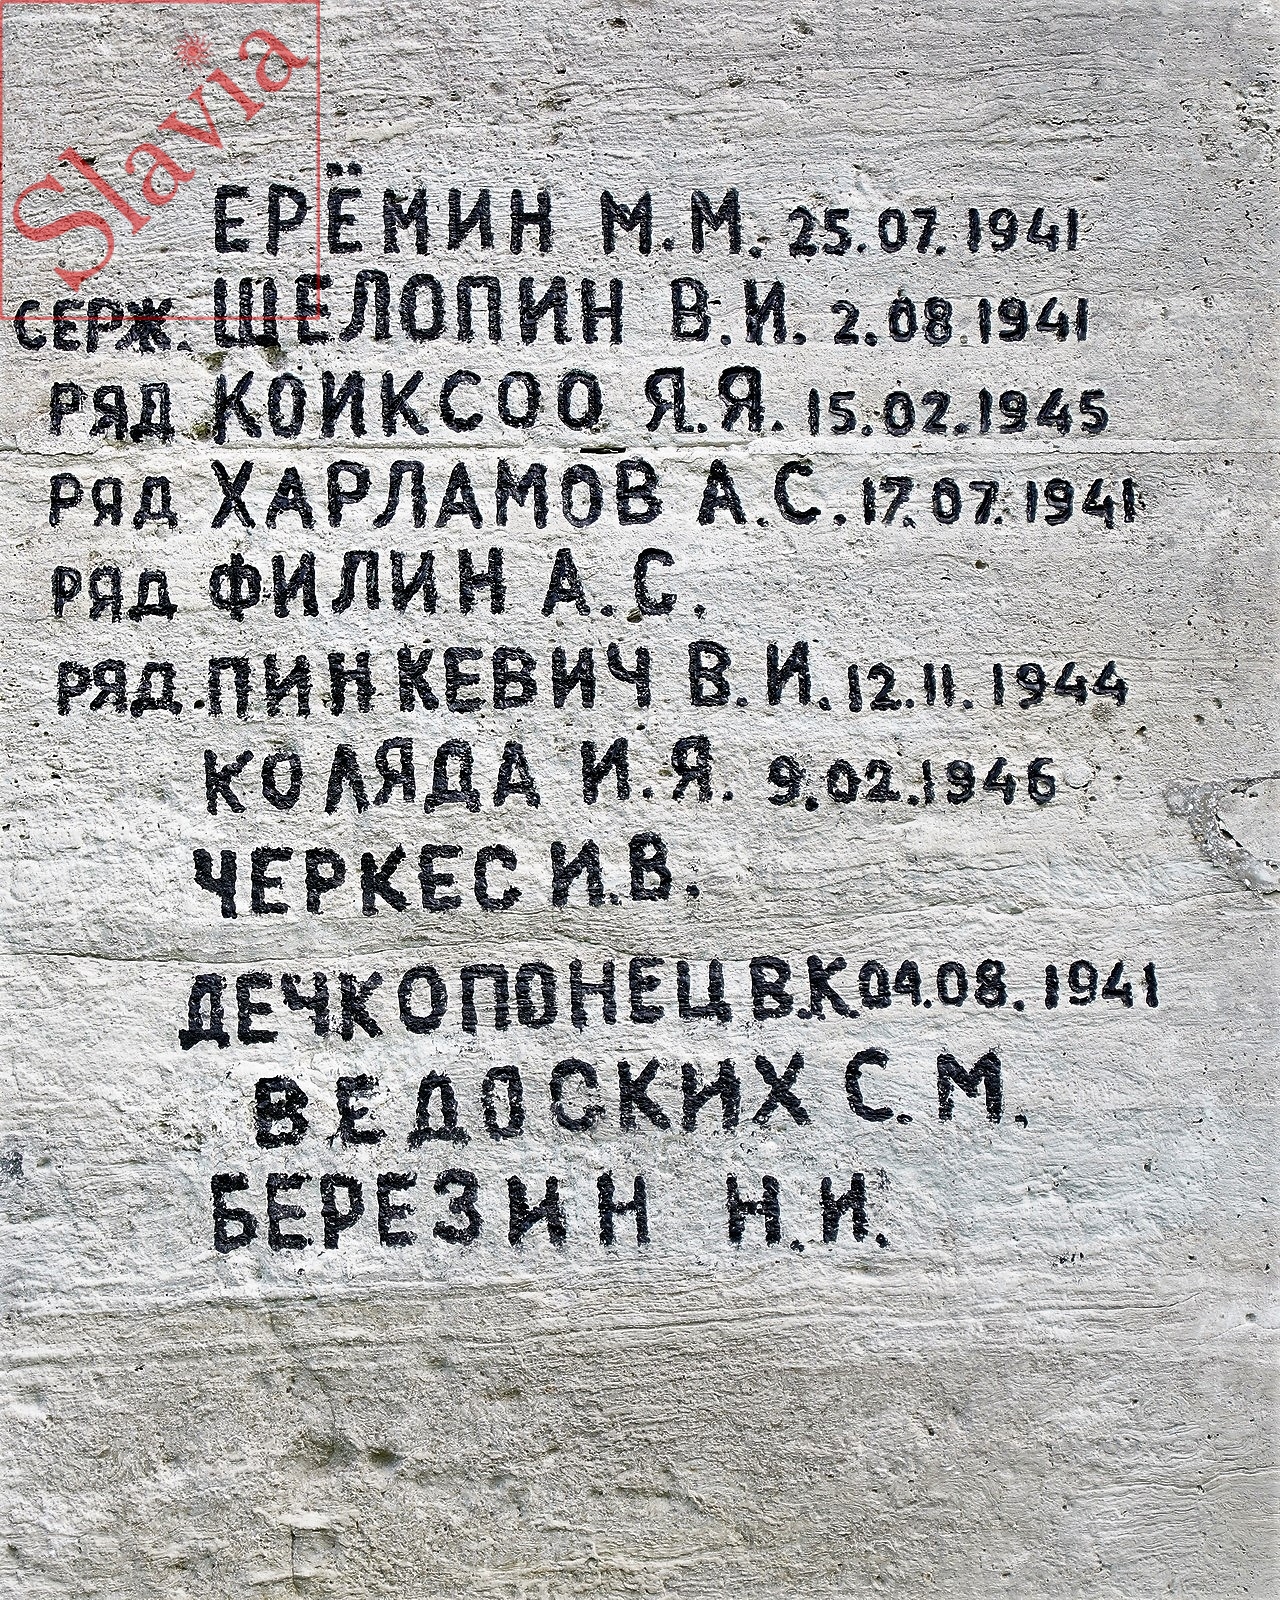 Slavia
ЕРЁМИН М.М. 25.07.1941
СЕРЖ. ЩЕЛОПИН В.И. 2.08.1941
РЯД КОИКСОО Я.Я. 15.02.1945
РЯД ХАРЛАМОВ А.С. 17.07.1941
РЯД ФИЛИН А.С.
РЯД. ПИНКЕВИЧ В.И. 12.11.1944
КОЛЯДА И.Я. 9.02.1946
ЧЕРКЕС И.В.
ДЕЧКОПОНЕЦ В.К 04.08.1941
ВЕДОСКИХ С.М.
БЕРЕЗИН Н.И.